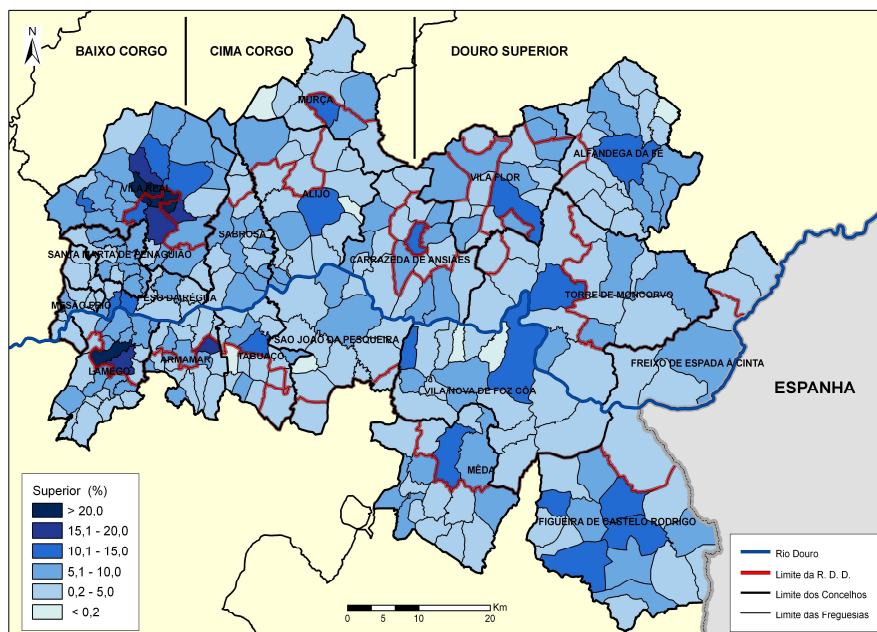 N
BAIXO CORGO
CIMA CORGO
DOURO SUPERIOR
MURÇA
ALFANDEGA DA FÉ
VILA REAL
VILA FLOR
ALIJÓ
SABROSA
SANTA MARTA DE PENAGUIÃO
CARRAZEDA DE ANSIÃES
MESÃO FRIO
PESO DA RÉGUA
TORRE DE MONCORVO
SÃO JOÃO DA PESQUEIRA
ARMAMAR
TABUAÇO
LAMEGO
FREIXO DE ESPADA À CINTA
VILA NOVA DE FOZ CÔA
ESPANHA
MÊDA
FIGUEIRA DE CASTELO RODRIGO
Superior (%)
> 20,0
15,1 - 20,0
10,1 - 15,0
5,1 - 10,0
0,2 - 5,0
< 0,2
Km
0 5 10 20
Rio Douro
Limite da R. D. D.
Limite dos Concelhos
Limite das Freguesias